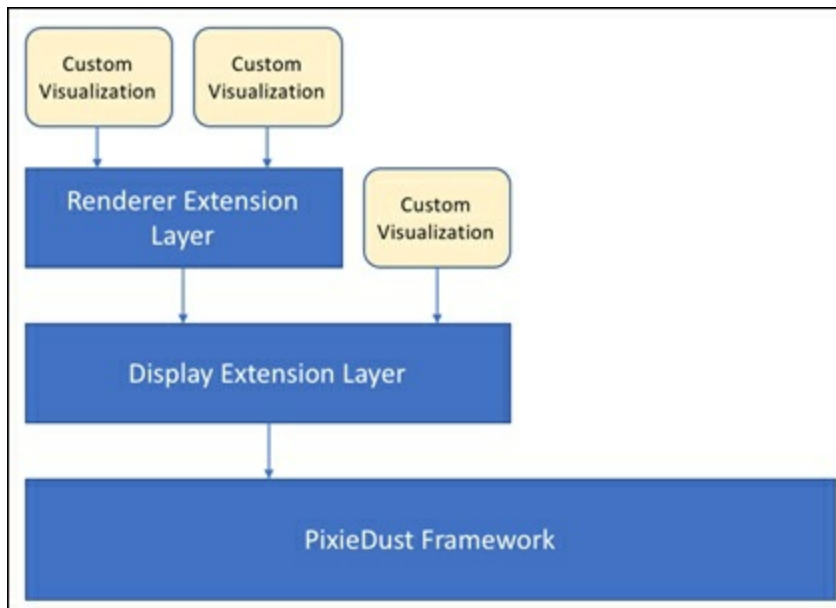 Custom
Visualization
Custom
Visualization
Renderer Extension
Layer
Custom
Visualization
Display Extension Layer
PixieDust Framework